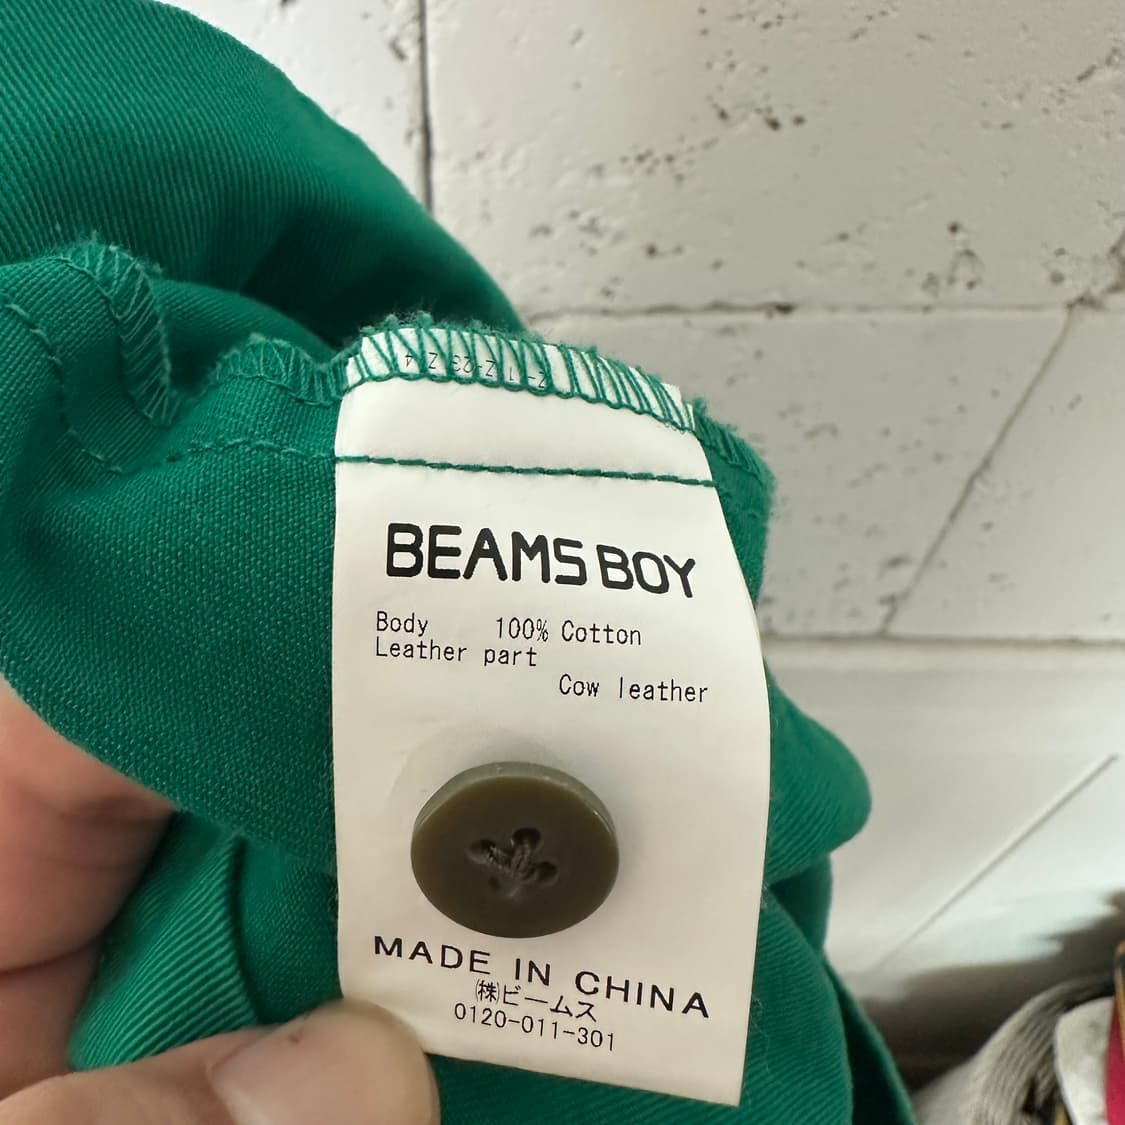 BEAMS BOY
Body 100% Cotton
Leather part
Cow leather
MADE IN CHINA
㈱ビームス
0120-011-301